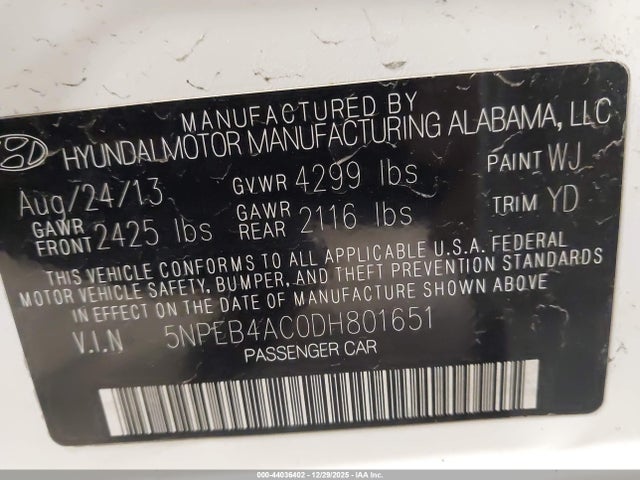 MANUFACTURED BY
HYUNDAI MOTOR MANUFACTURING ALABAMA, LLC
Aug/24/13 GVWR 4299 lbs PAINT WJ
GAWR FRONT 2425 lbs GAWR REAR 2116 lbs TRIM YD
THIS VEHICLE CONFORMS TO ALL APPLICABLE U.S.A. FEDERAL
MOTOR VEHICLE SAFETY, BUMPER, AND THEFT PREVENTION STANDARDS
IN EFFECT ON THE DATE OF MANUFACTURE SHOWN ABOVE
V.I.N 5NPEB4AC0DH801651
PASSENGER CAR
000-44036402 • 12/29/2025 • IAA, Inc.